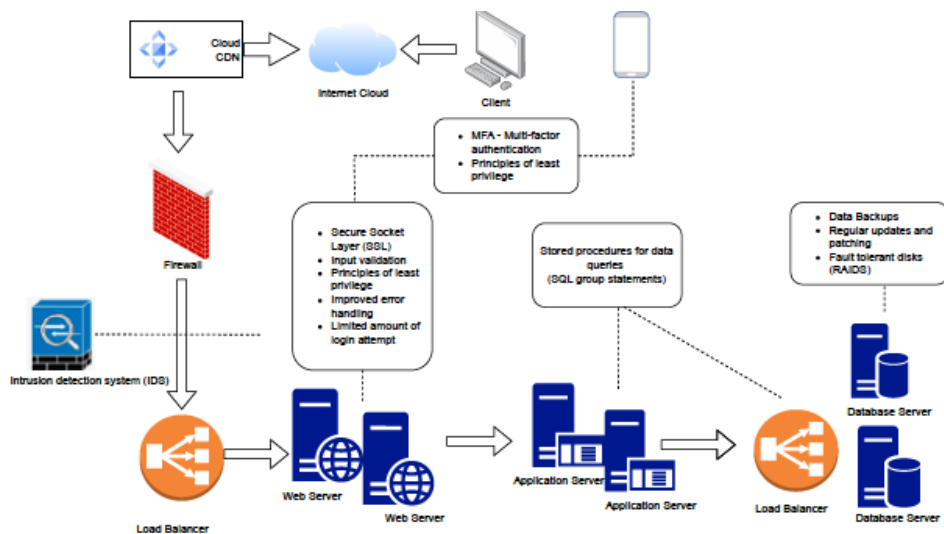 Cloud
CDN
Internet Cloud
Client
• MFA - Multi-factor
authentication
• Principles of least
privilege
Firewall
• Secure Socket
Layer (SSL)
• Input validation
• Principles of least
privilege
• Improved error
handling
• Limited amount of
login attempt
Stored procedures for data
queries
(SQL group statements)
• Data Backups
• Regular updates and
patching
• Fault tolerant disks
(RAIDS)
Intrusion detection system (IDS)
Load Balancer
Web Server
Web Server
Application Server
Application Server
Load Balancer
Database Server
Database Server